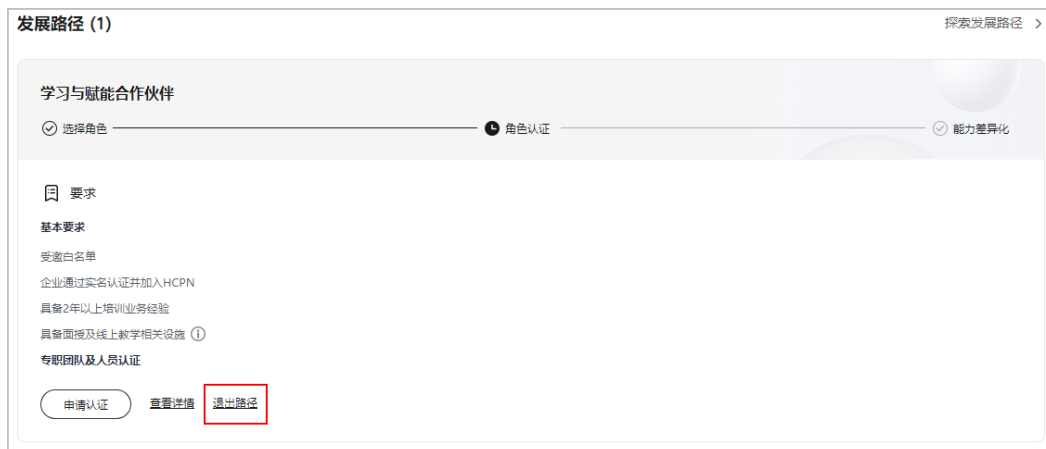 发展路径 (1)
探索发展路径
学习与赋能合作伙伴
选择角色
角色认证
能力差异化
要求
基本要求
受邀白名单
企业通过实名认证并加入HCPN
具备2年以上培训业务经验
具备面授及线上教学相关设施
专职团队及人员认证
申请认证 查看详情 退出路径